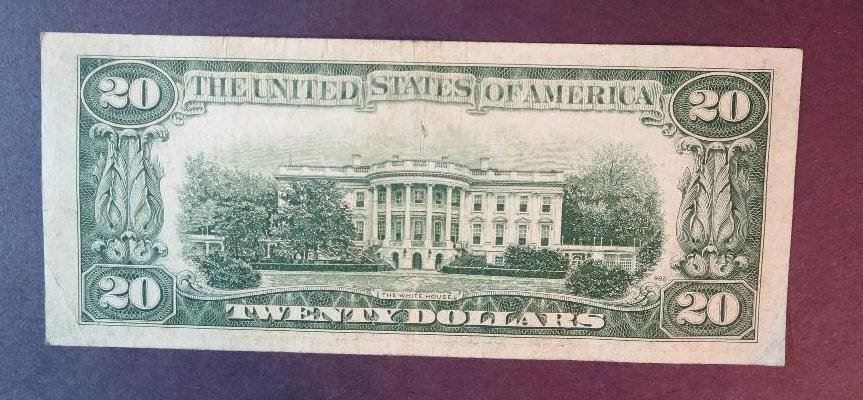 20 THE UNITED STATES OF AMERICA 20
THE WHITE HOUSE
20 TWENTY DOLLARS 20